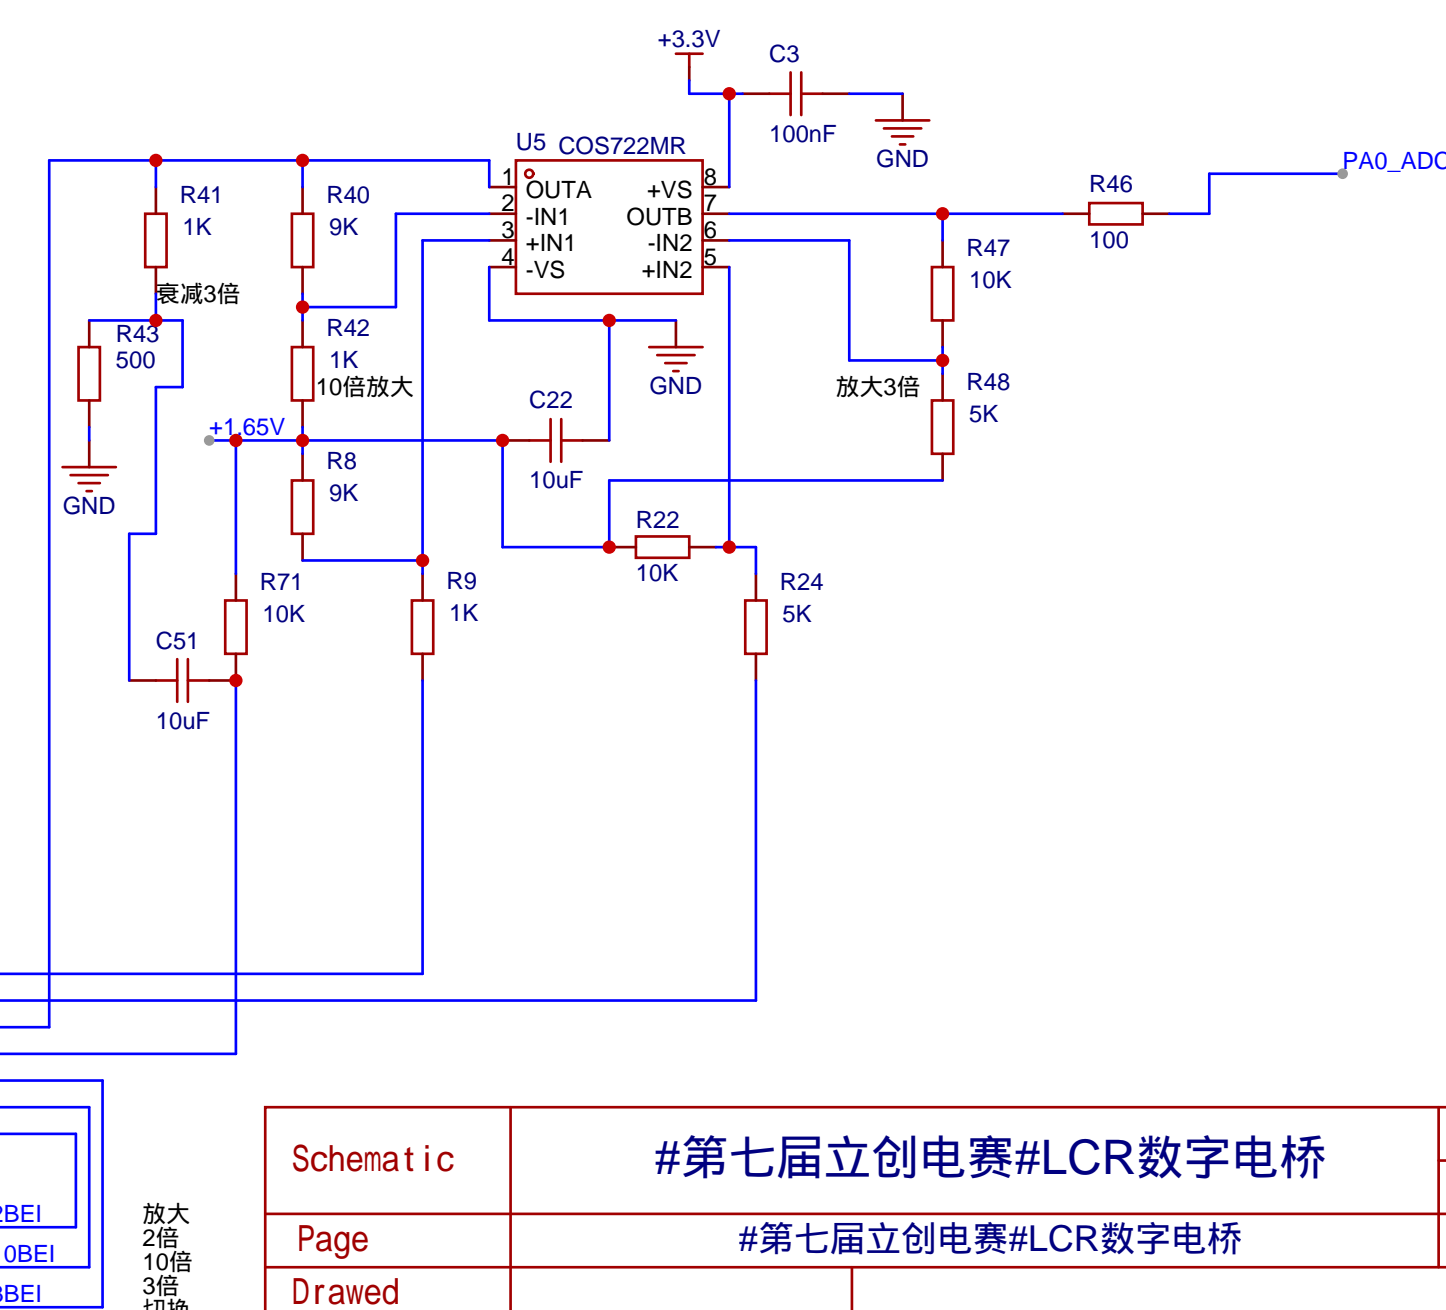 +3.3V
C3
100nF
GND
U5 COS722MR
1 OUTA
2 -IN1
3 +IN1
4 -VS
+VS 8
OUTB 7
-IN2 6
+IN2 5
PA0_ADC
R46
100
R41
1K
R40
9K
R47
10K
衰减3倍
R43
500
R42
1K
10倍放大
GND
放大3倍
R48
5K
C22
10uF
+1.65V
R8
9K
GND
R22
10K
R71
10K
R9
1K
R24
5K
C51
10uF
Schematic
#第七届立创电赛#LCR数字电桥
Page
#第七届立创电赛#LCR数字电桥
Drawed
2BEI
0BEI
BEI
放大
2倍
10倍
3倍
切换